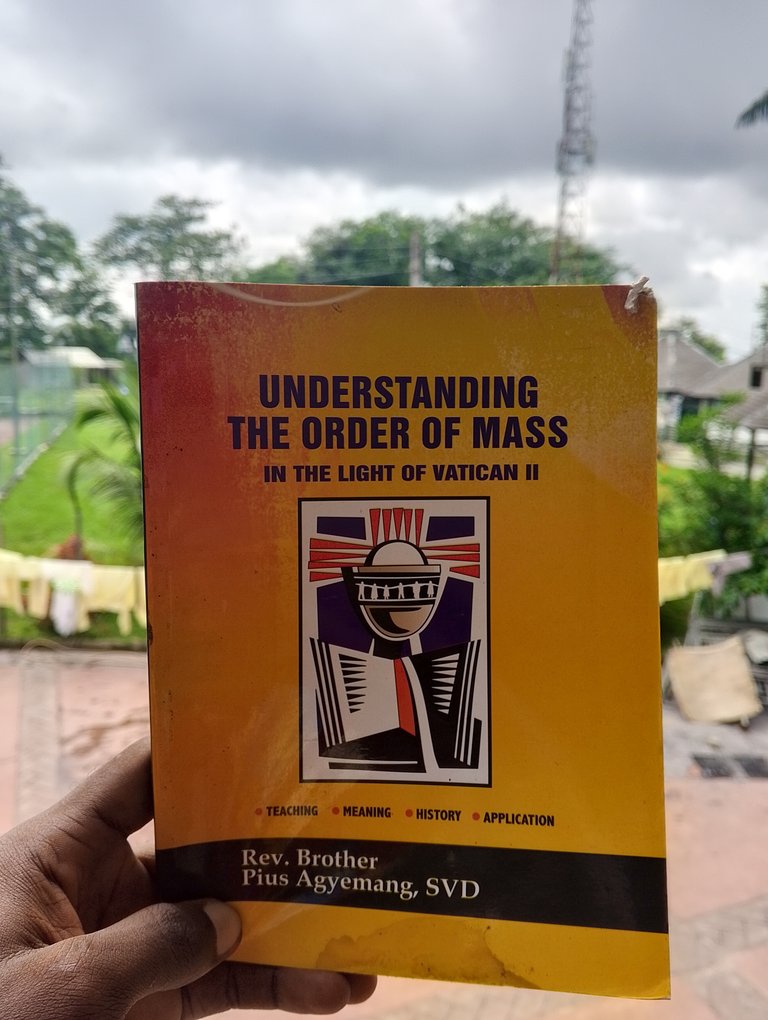 UNDERSTANDING
THE ORDER OF MASS
IN THE LIGHT OF VATICAN II
• TEACHING • MEANING • HISTORY • APPLICATION
Rev. Brother
Pius Agyemang, SVD